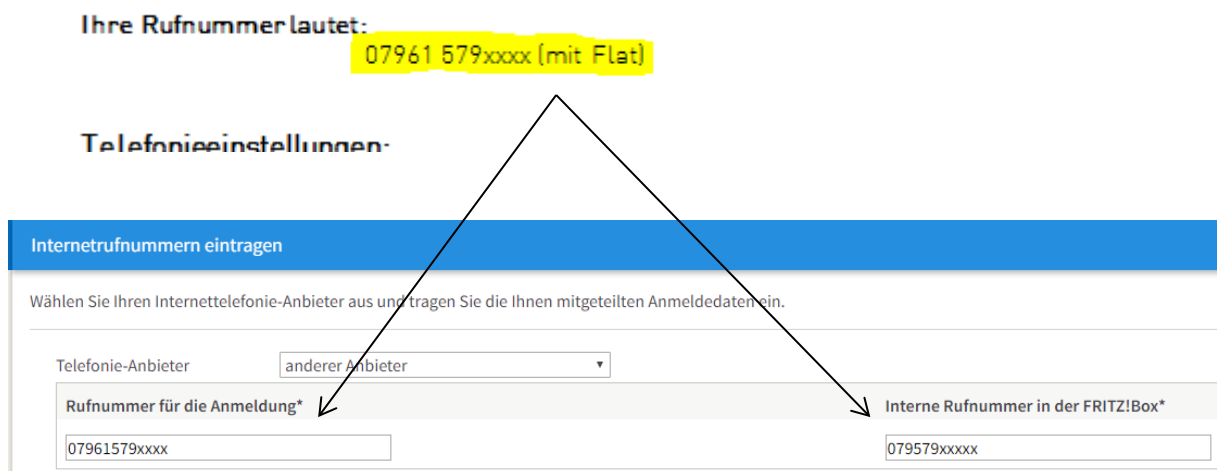 Ihre Rufnummer lautet:
07961 579xxxx (mit Flat)
Telefonieeinstellungen:
Internetrufnummern eintragen
Wählen Sie Ihren Internettelefonie-Anbieter aus und tragen Sie die Ihnen mitgeteilten Anmeldedaten ein.
Telefonie-Anbieter anderer Anbieter
Rufnummer für die Anmeldung* Interne Rufnummer in der FRITZ!Box*
07961579xxxx 079579xxxxx